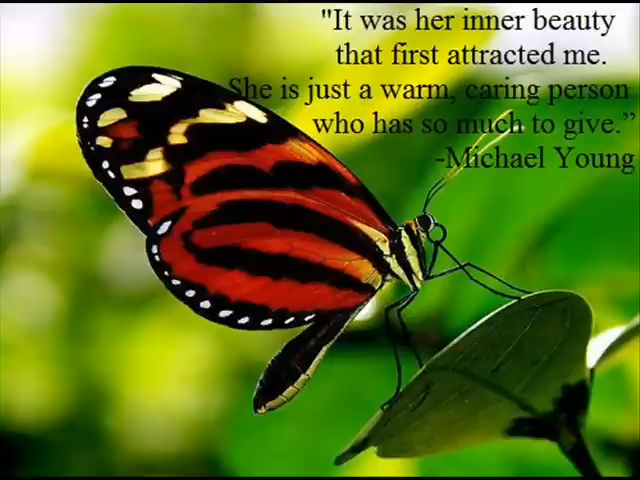 "It was her inner beauty
that first attracted me.
She is just a warm, caring person
who has so much to give.”
-Michael Young